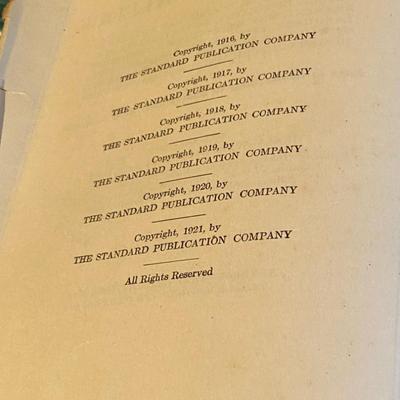 Copyright, 1916, by
THE STANDARD PUBLICATION COMPANY
Copyright, 1917, by
THE STANDARD PUBLICATION COMPANY
Copyright, 1918, by
THE STANDARD PUBLICATION COMPANY
Copyright, 1919, by
THE STANDARD PUBLICATION COMPANY
Copyright, 1920, by
THE STANDARD PUBLICATION COMPANY
Copyright, 1921, by
THE STANDARD PUBLICATION COMPANY
All Rights Reserved